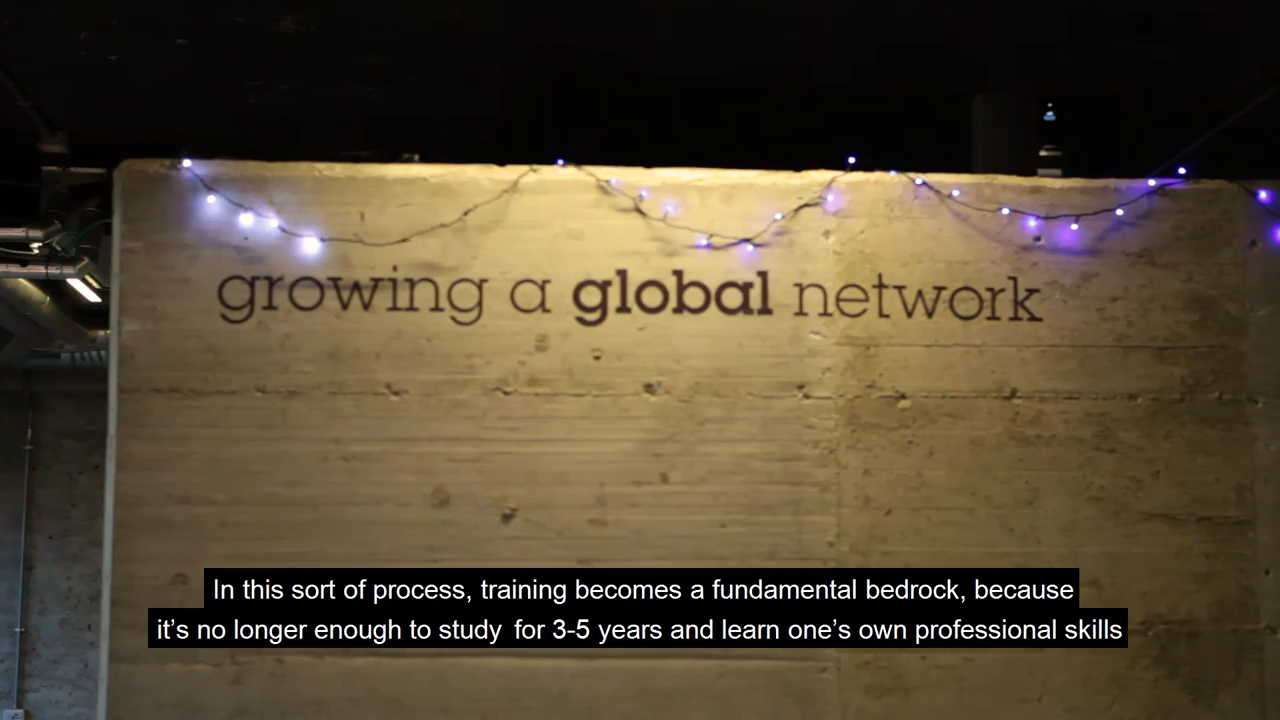 growing a global network
In this sort of process, training becomes a fundamental bedrock, because
it’s no longer enough to study for 3-5 years and learn one’s own professional skills